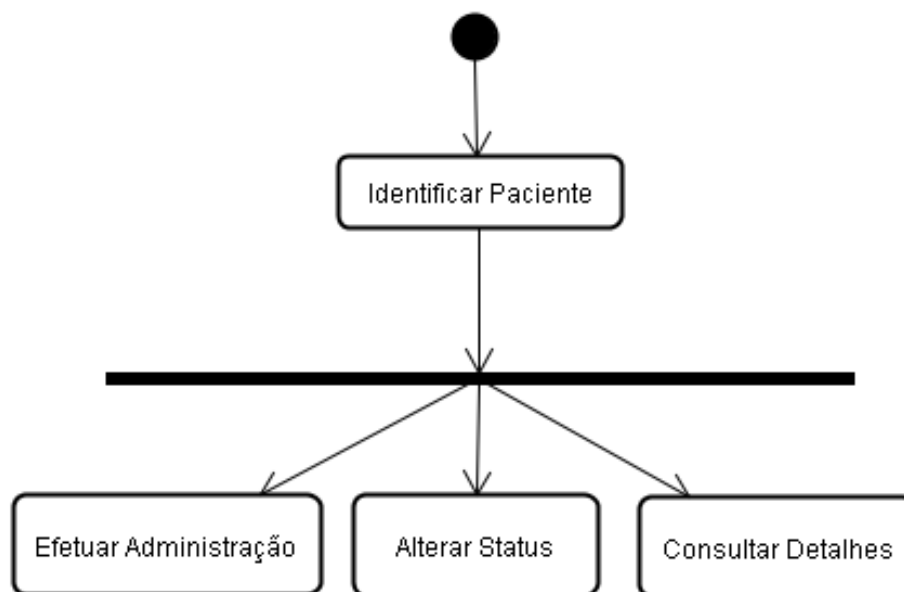 Identificar Paciente
Efetuar Administração
Alterar Status
Consultar Detalhes